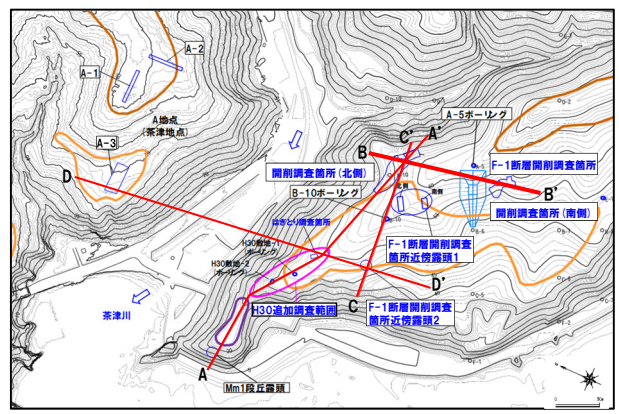 A-2
A-1
A地点
(茶津地点)
A-3
D
A-5ボーリング
C'
A'
B
開削調査箇所(北側)
F-1断層開削調査箇所
B-10ボーリング
北側
南側
B'
開削調査箇所(南側)
はぎとり調査箇所
H30敷地-1
(ボーリング)
H30敷地-2
(ボーリング)
F-1断層開削調査
箇所近傍露頭1
D'
C
H30追加調査範囲
F-1断層開削調査
箇所近傍露頭2
茶津川
A
Mm1段丘露頭